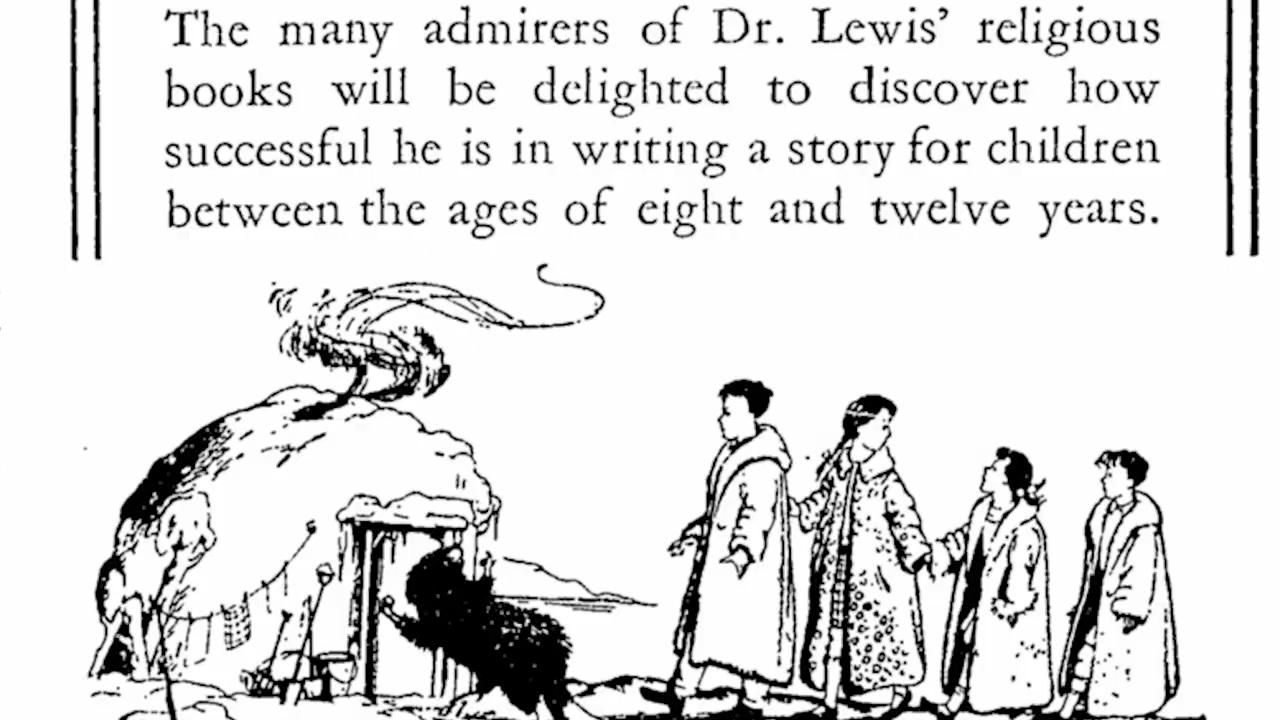 The many admirers of Dr. Lewis’ religious
books will be delighted to discover how
successful he is in writing a story for children
between the ages of eight and twelve years.